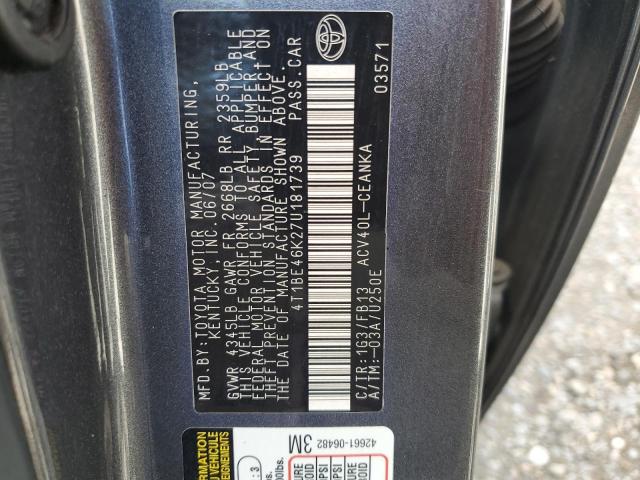 MFD. BY: TOYOTA MOTOR MANUFACTURING,
KENTUCKY, INC. 06/07
GVWR 4345LB GAWR FR 2668LB RR 2359LB
THIS VEHICLE CONFORMS TO ALL APPLICABLE
FEDERAL MOTOR VEHICLE SAFETY BUMPER AND
THEFT PREVENTION STANDARDS IN EFFECT ON
THE DATE OF MANUFACTURE SHOWN ABOVE.
4T1BE46K27U181739 PASS.CAR
C/TR:1G3/FB13 ACV40L-CEANKA
A/TM:-03A/U250E 03571
42661-06482
3M